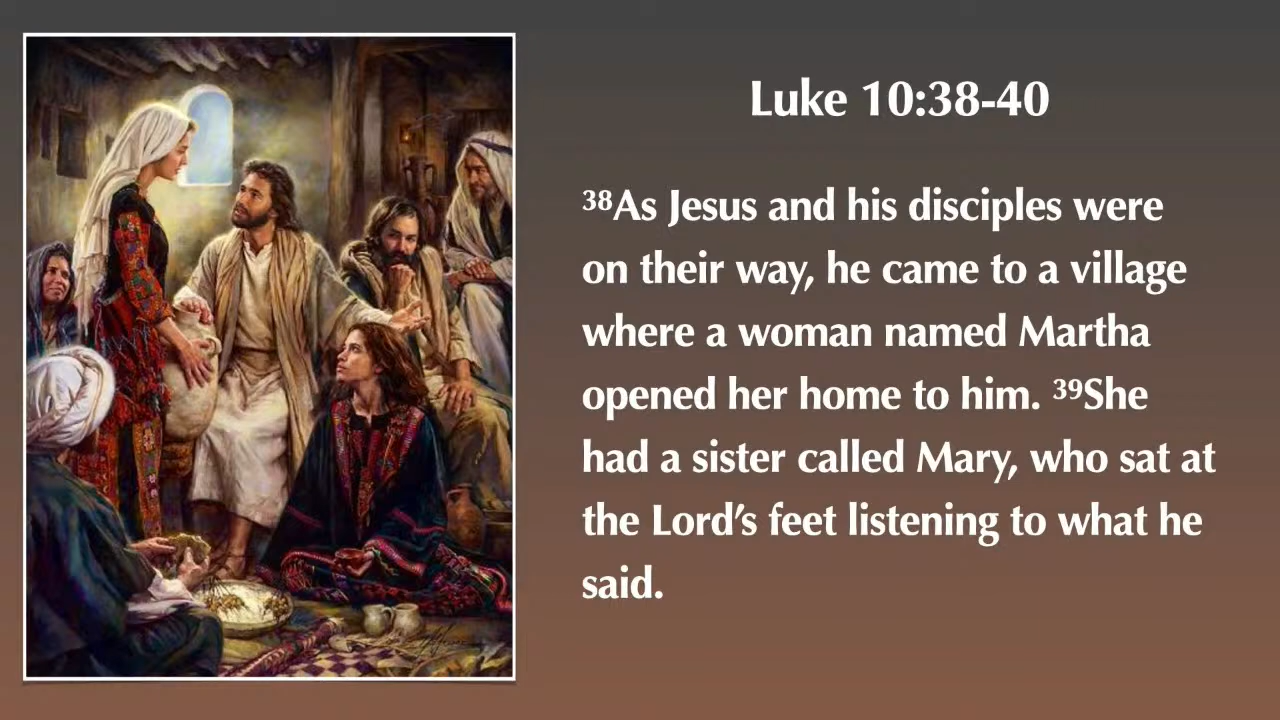 Luke 10:38-40
³⁸As Jesus and his disciples were
on their way, he came to a village
where a woman named Martha
opened her home to him. ³⁹She
had a sister called Mary, who sat at
the Lord’s feet listening to what he
said.